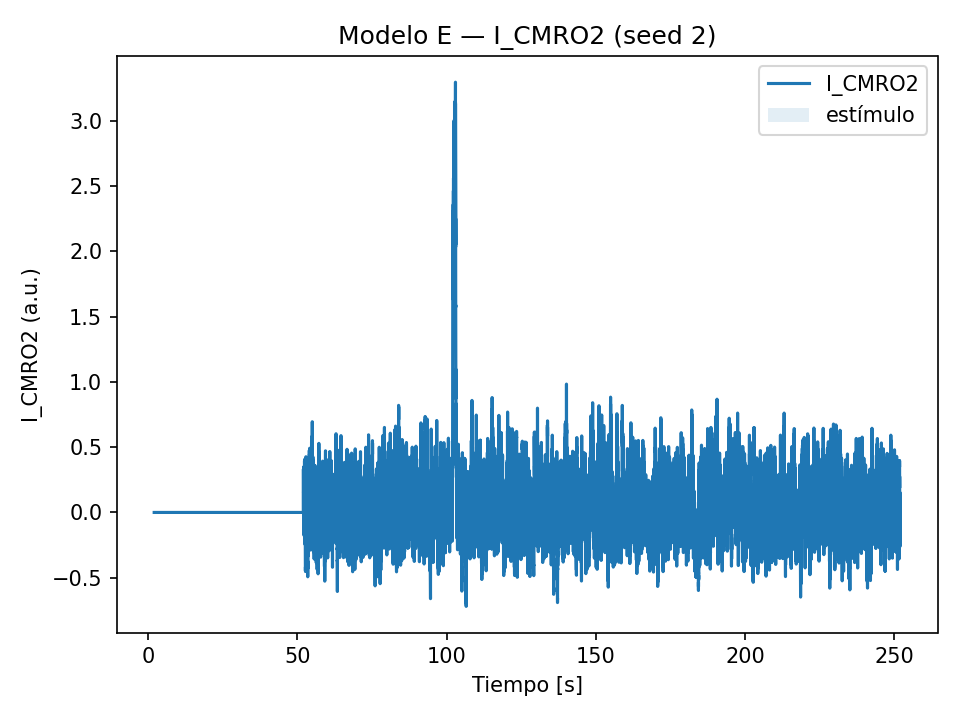 Modelo E — I_CMRO2 (seed 2)
I_CMRO2
estímulo
I_CMRO2 (a.u.)
3.0
2.5
2.0
1.5
1.0
0.5
0.0
−0.5
0 50 100 150 200 250
Tiempo [s]